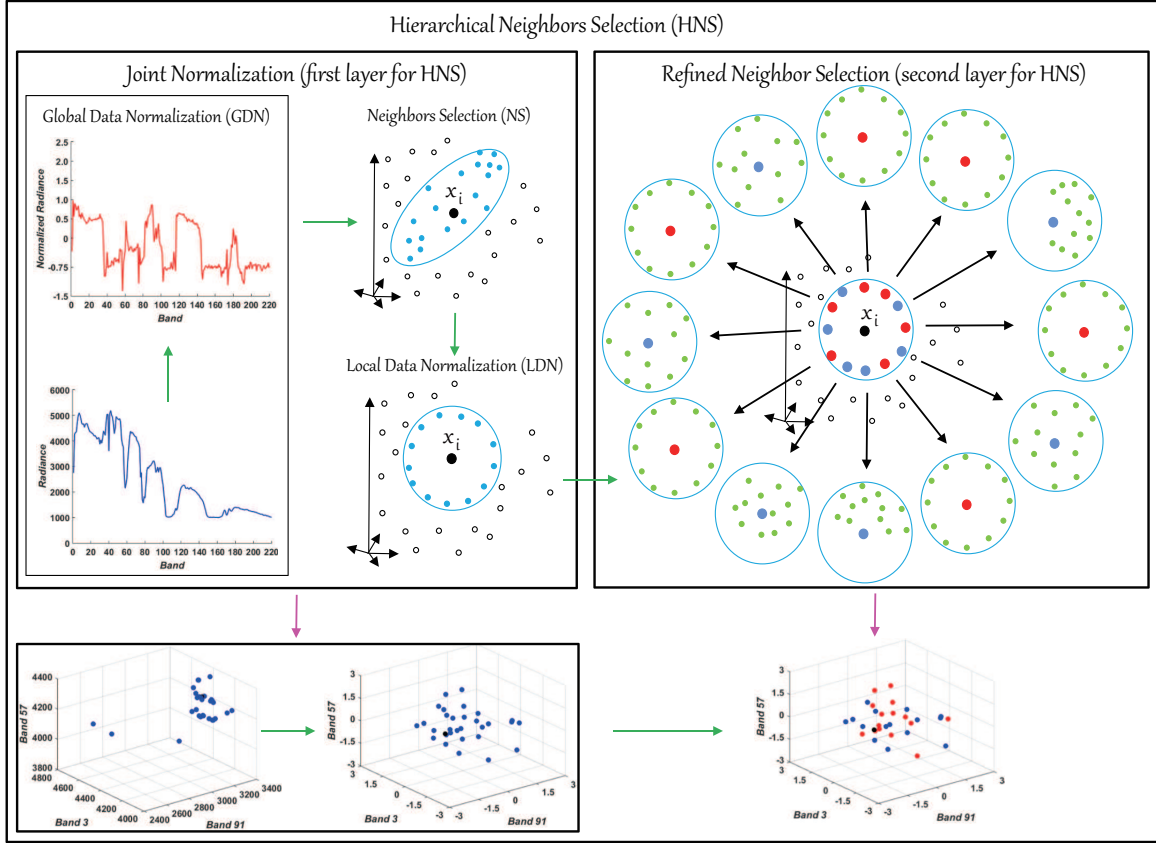 Hierarchical Neighbors Selection (HNS)
Joint Normalization (first layer for HNS)
Global Data Normalization (GDN)
2.5
2.0
1.5
1.0
0.5
0
-0.75
-1.5
Normalized Radiance
0 20 40 60 80 100 120 140 160 180 200 220
Band
6000
5000
4000
3000
2000
1000
0
Radiance
0 20 40 60 80 100 120 140 160 180 200 220
Band
Neighbors Selection (NS)
x i
Local Data Normalization (LDN)
x i
Refined Neighbor Selection (second layer for HNS)
x i
4400
4200
4000
3800
Band 57
4800
4600
4400
4200
4000
Band 3
2400
2600
2800
3000
3200
3400
Band 91
3
1.5
0
-1.5
-3
Band 57
3
1.5
0
-1.5
-3
Band 3
-3
-1.5
0
1.5
3
Band 91
3
1.5
0
-1.5
-3
Band 57
3
1.5
0
-1.5
-3
Band 3
-3
-1.5
0
1.5
3
Band 91